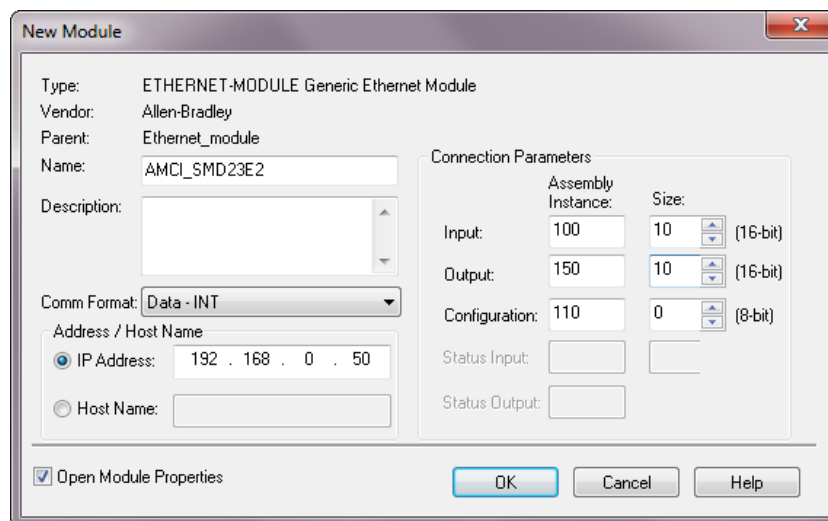 New Module
Type: ETHERNET-MODULE Generic Ethernet Module
Vendor: Allen-Bradley
Parent: Ethernet_module
Name: AMCI_SMD23E2
Description:
Comm Format: Data - INT
Address / Host Name
IP Address: 192 . 168 . 0 . 50
Host Name:
Connection Parameters
Assembly Instance: Size:
Input: 100 10 (16-bit)
Output: 150 10 (16-bit)
Configuration: 110 0 (8-bit)
Status Input:
Status Output:
Open Module Properties
OK Cancel Help